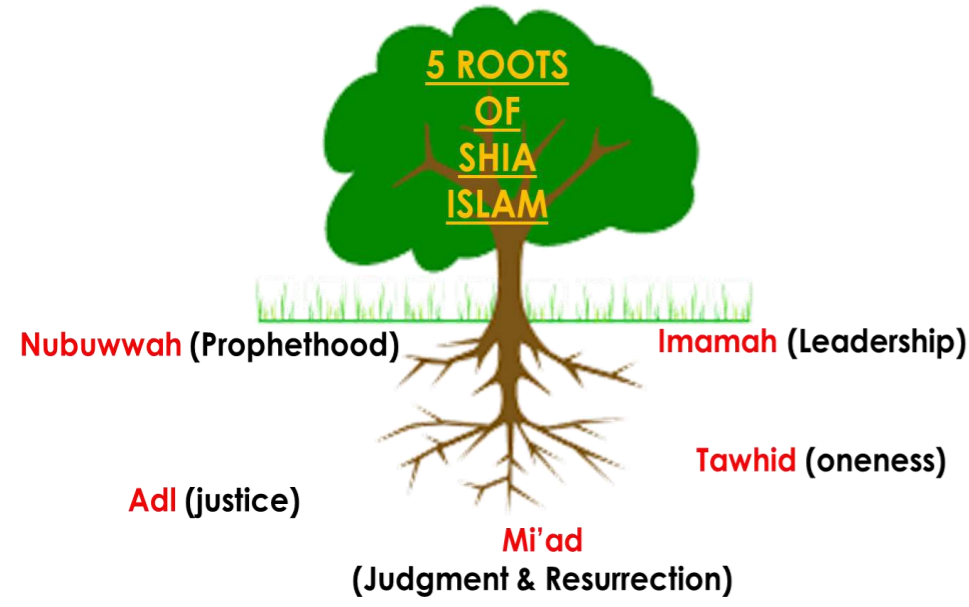 5 ROOTS
OF
SHIA
ISLAM
Nubuwwah (Prophethood)
Imamah (Leadership)
Tawhid (oneness)
Adl (justice)
Mi’ad
(Judgment & Resurrection)